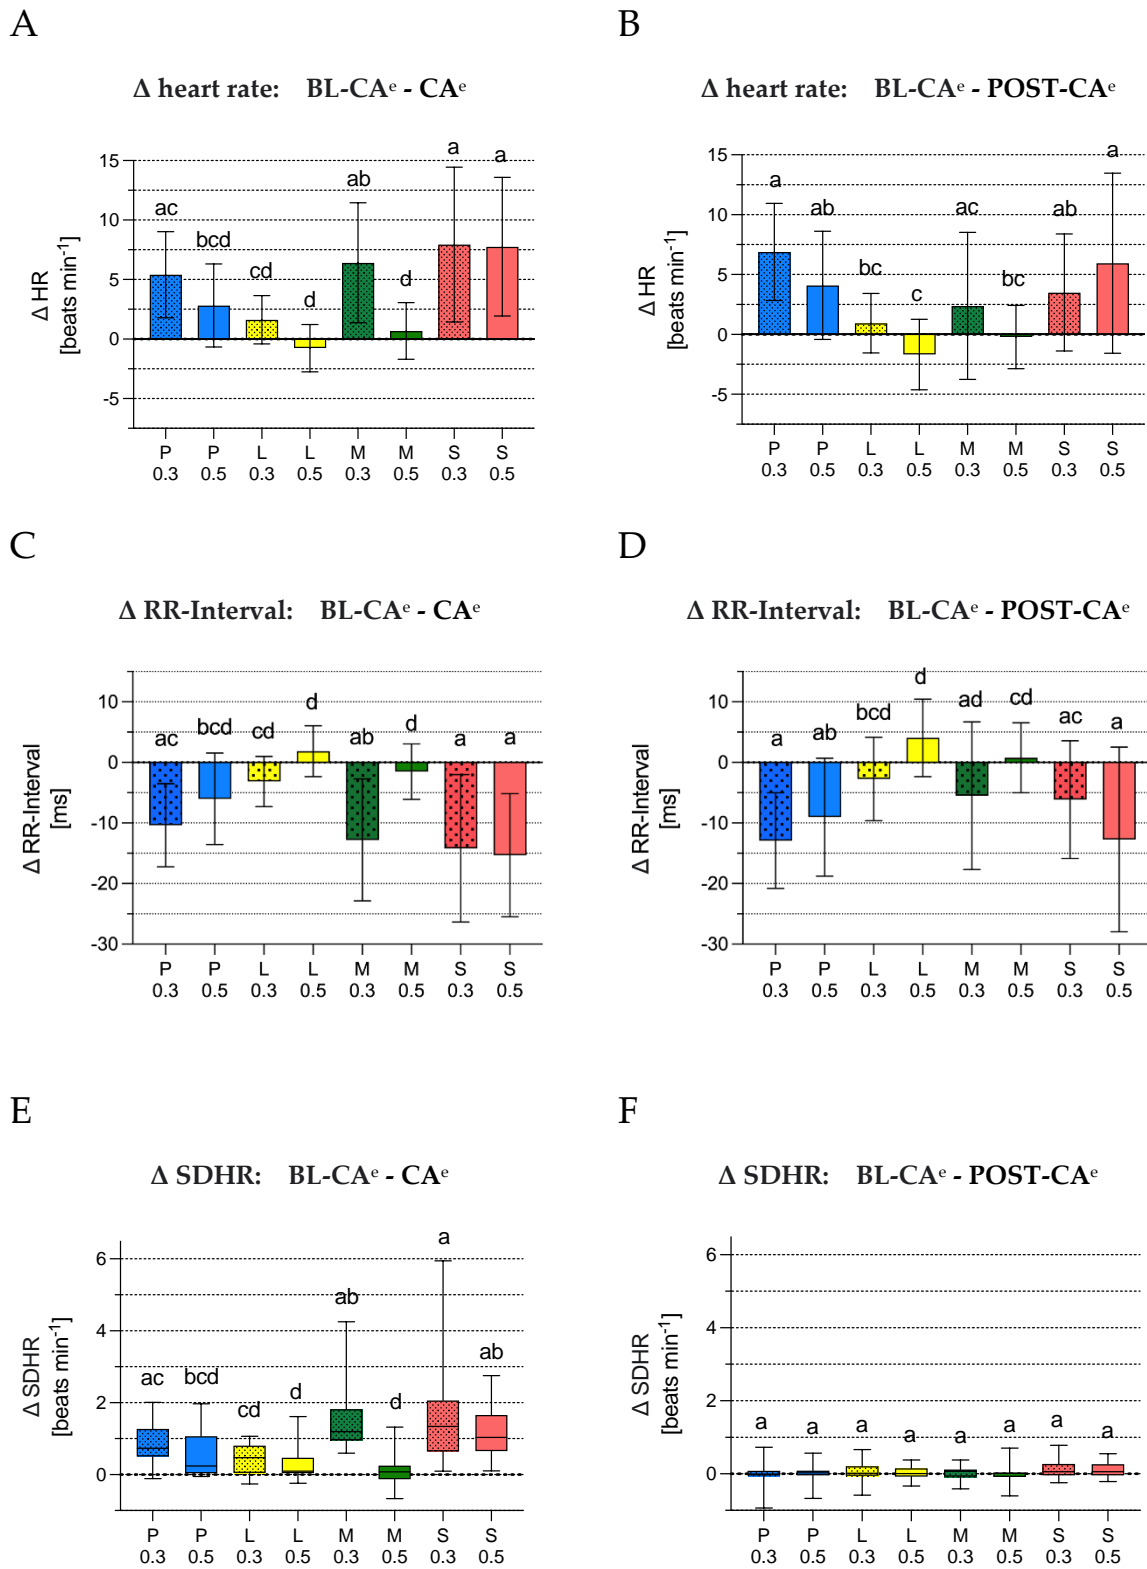 A
B
Δ heart rate: BL-CAᵉ - CAᵉ
Δ heart rate: BL-CAᵉ - POST-CAᵉ
Δ HR
[beats min⁻¹]
15
10
5
0
-5
ac
bcd
cd
d
ab
d
a
a
P P L L M M S S
0.3 0.5 0.3 0.5 0.3 0.5 0.3 0.5
Δ HR
[beats min⁻¹]
15
10
5
0
-5
a
ab
bc
c
ac
bc
ab
a
P P L L M M S S
0.3 0.5 0.3 0.5 0.3 0.5 0.3 0.5
C
D
Δ RR-Interval: BL-CAᵉ - CAᵉ
Δ RR-Interval: BL-CAᵉ - POST-CAᵉ
Δ RR-Interval
[ms]
10
0
-10
-20
-30
ac
bcd
cd
d
ab
d
a
a
P P L L M M S S
0.3 0.5 0.3 0.5 0.3 0.5 0.3 0.5
Δ RR-Interval
[ms]
10
0
-10
-20
-30
a
ab
bcd
d
ad
cd
ac
a
P P L L M M S S
0.3 0.5 0.3 0.5 0.3 0.5 0.3 0.5
E
F
Δ SDHR: BL-CAᵉ - CAᵉ
Δ SDHR: BL-CAᵉ - POST-CAᵉ
Δ SDHR
[beats min⁻¹]
6
4
2
0
ac
bcd
cd
d
ab
d
a
ab
P P L L M M S S
0.3 0.5 0.3 0.5 0.3 0.5 0.3 0.5
Δ SDHR
[beats min⁻¹]
6
4
2
0
a
a
a
a
a
a
a
a
P P L L M M S S
0.3 0.5 0.3 0.5 0.3 0.5 0.3 0.5